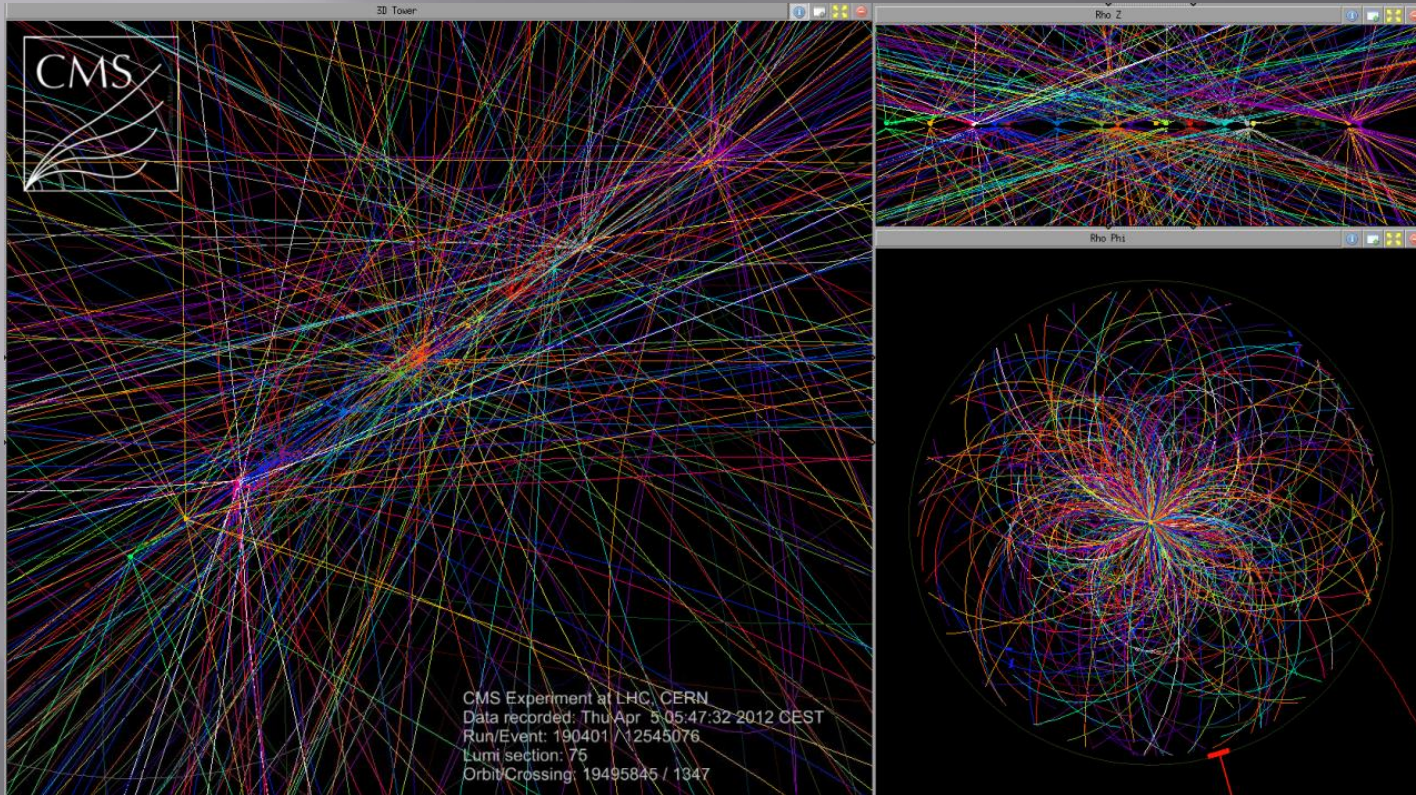 3D Tower
CMS
CMS Experiment at LHC, CERN
Data recorded: Thu Apr 5 05:47:32 2012 CEST
Run/Event: 190401 / 12545076
Lumi section: 75
Orbit/Crossing: 19495845 / 1347
Rho Z
Rho Phi